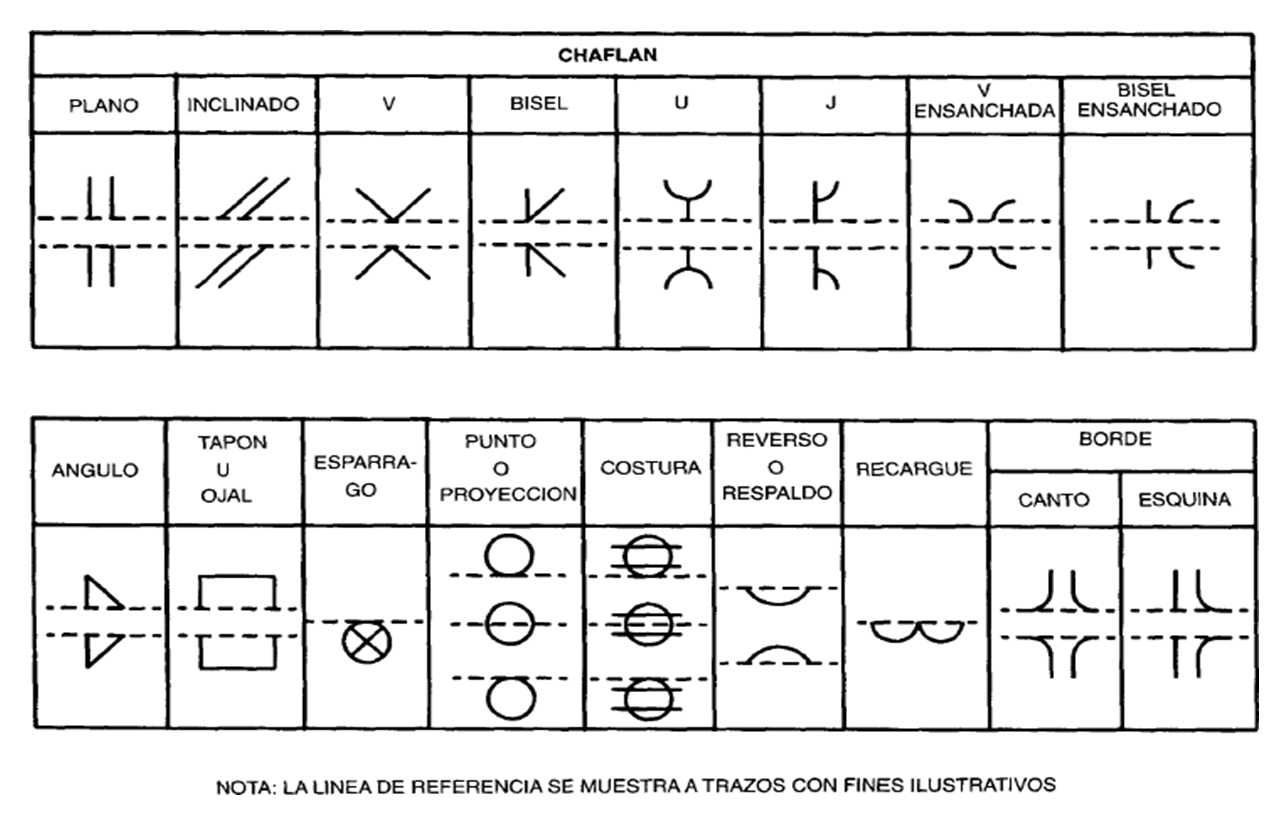 CHAFLAN
PLANO
INCLINADO
V
BISEL
U
J
V
ENSANCHADA
BISEL
ENSANCHADO
ANGULO
TAPON
U
OJAL
ESPARRA-
GO
PUNTO
O
PROYECCION
COSTURA
REVERSO
O
RESPALDO
RECARGUE
BORDE
CANTO
ESQUINA
NOTA: LA LINEA DE REFERENCIA SE MUESTRA A TRAZOS CON FINES ILUSTRATIVOS